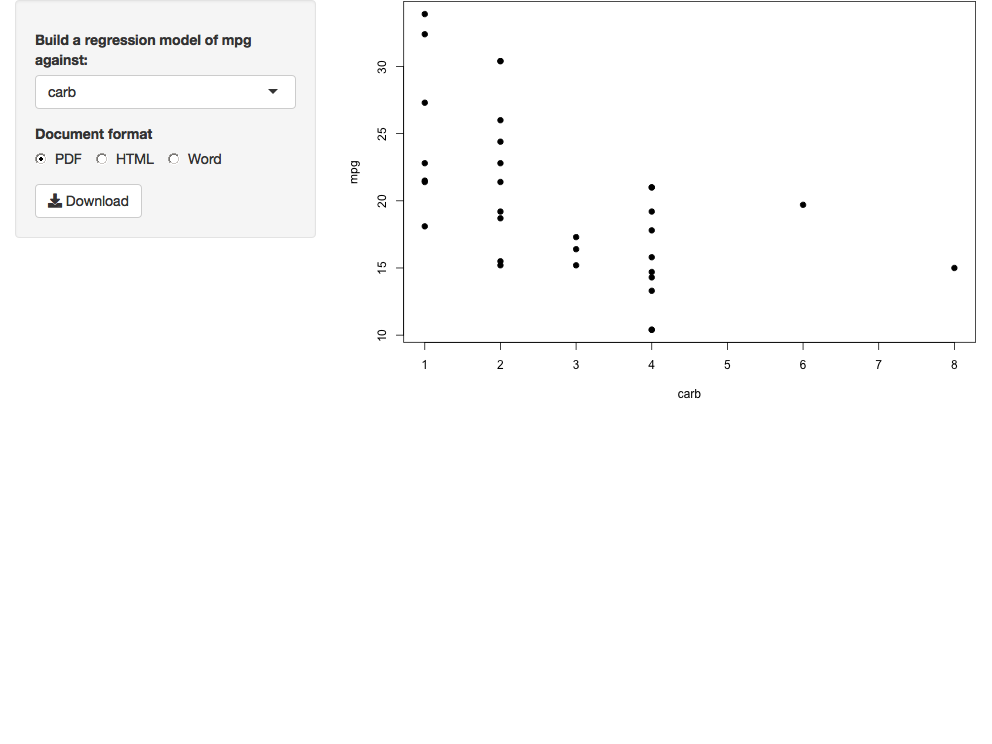 Build a regression model of mpg
against:
carb
Document format
PDF HTML Word
Download
mpg
30
25
20
15
10
1 2 3 4 5 6 7 8
carb